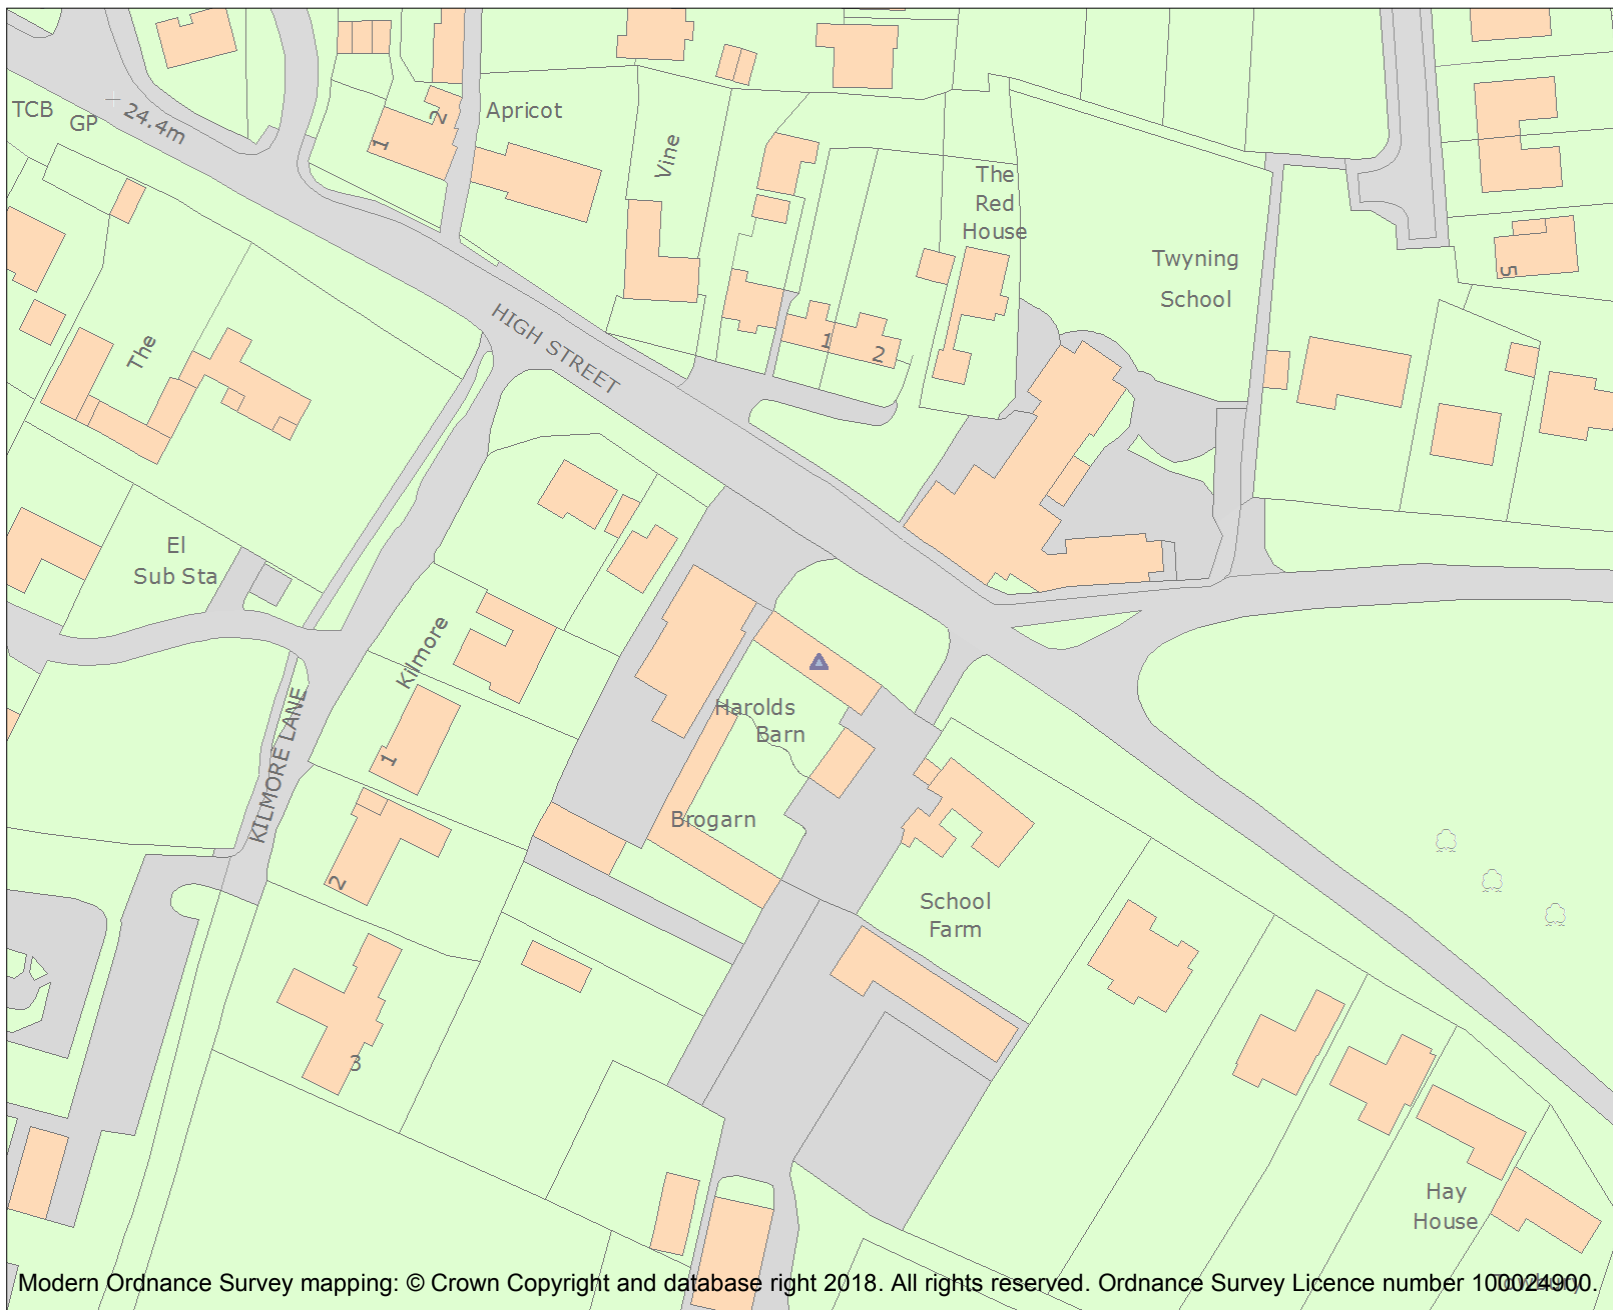 TCB
GP
24.4m
1
2
Apricot
Vine
The
Red
House
Twyning
School
5
The
HIGH STREET
1
2
El
Sub Sta
Kilmore
Harolds
Barn
KILMORE LANE
1
Brogarn
2
School
Farm
3
Hay
House
Modern Ordnance Survey mapping: © Crown Copyright and database right 2018. All rights reserved. Ordnance Survey Licence number 100024900.